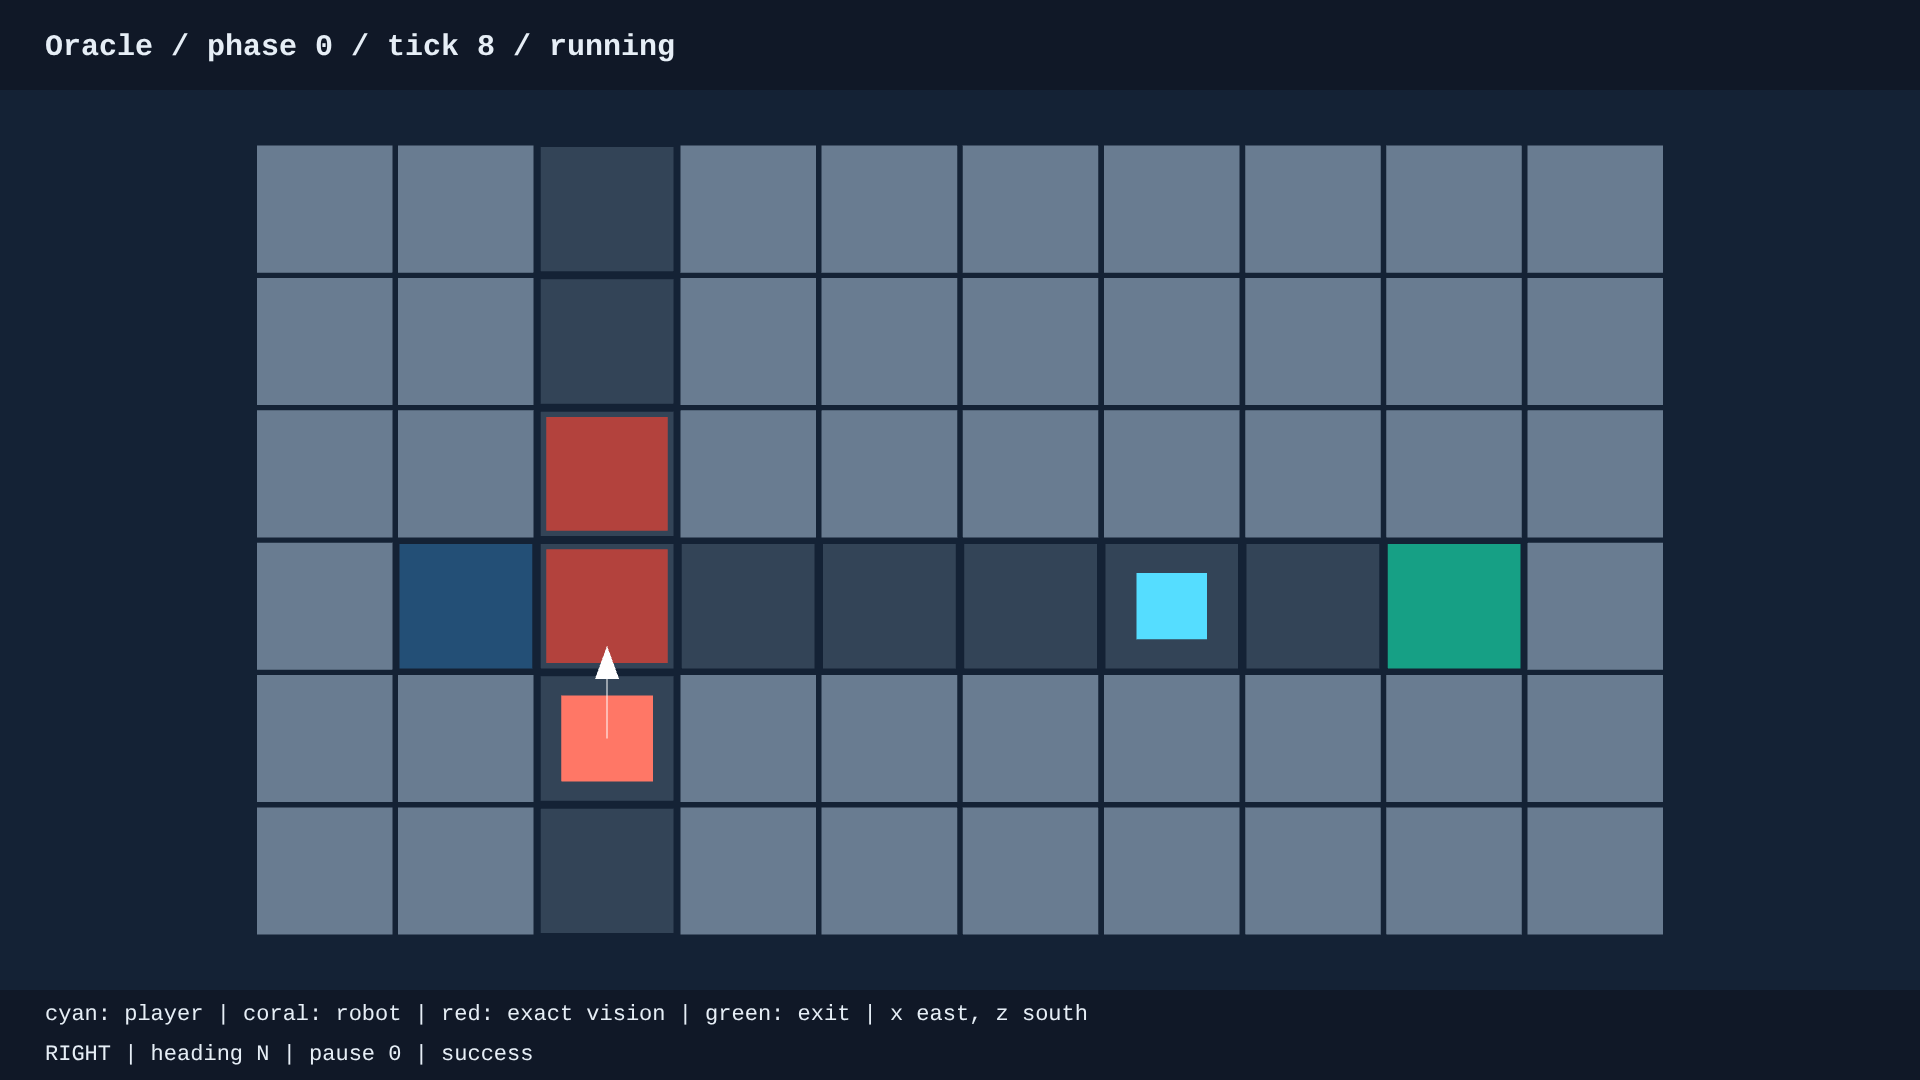 Oracle / phase 0 / tick 8 / running
cyan: player | coral: robot | red: exact vision | green: exit | x east, z south
RIGHT | heading N | pause 0 | success